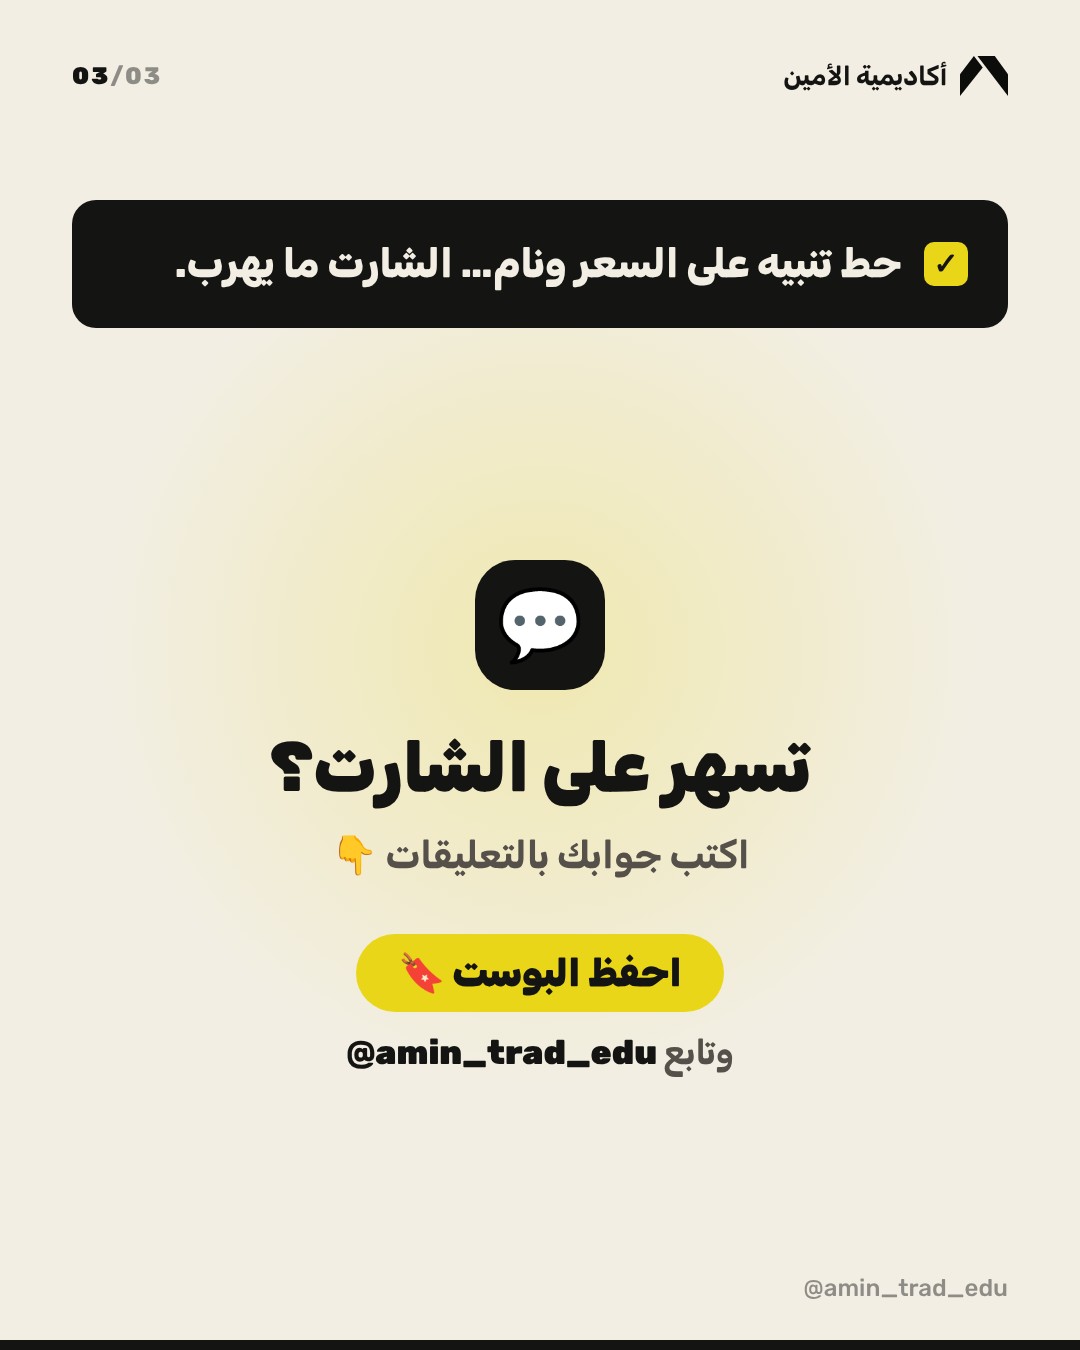 أكاديمية الأمين
03/03
✓ حط تنبيه على السعر ونام... الشارت ما يهرب.
تسهر على الشارت؟
اكتب جوابك بالتعليقات 👇
احفظ البوست 🔖
وتابع @amin_trad_edu
@amin_trad_edu